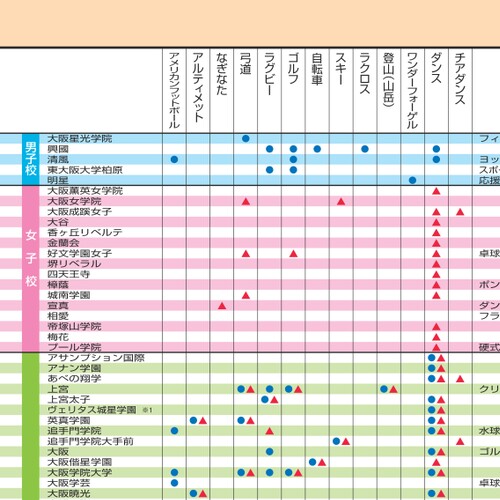 アメリカンフットボール
アルティメット
なぎなた
弓道
ラグビー
ゴルフ
自転車
スキー
ラクロス
登山(山岳)
ワンダーフォーゲル
ダンス
チアダンス
男子校
大阪星光学院 フィ
興國
清風 ヨッ
東大阪大学柏原 スポー
明星 応援
女子校
大阪薫英女学院
大阪女学院
大阪成蹊女子
大谷
香ヶ丘リベルテ
金蘭会
好文学園女子 卓球
堺リベラル
四天王寺
樟蔭 ポン
城南学園
宣真 ダン
相愛 フラ
帝塚山学院
梅花
プール学院 硬式
アサンプション国際
アナン学園
あべの翔学
上宮 クリ
上宮太子
ヴェリタス城星学園 ※1
英真学園
追手門学院 水球
追手門学院大手前
大阪 ゴル
大阪偕星学園
大阪学院大学
大阪学芸 卓球
大阪暁光